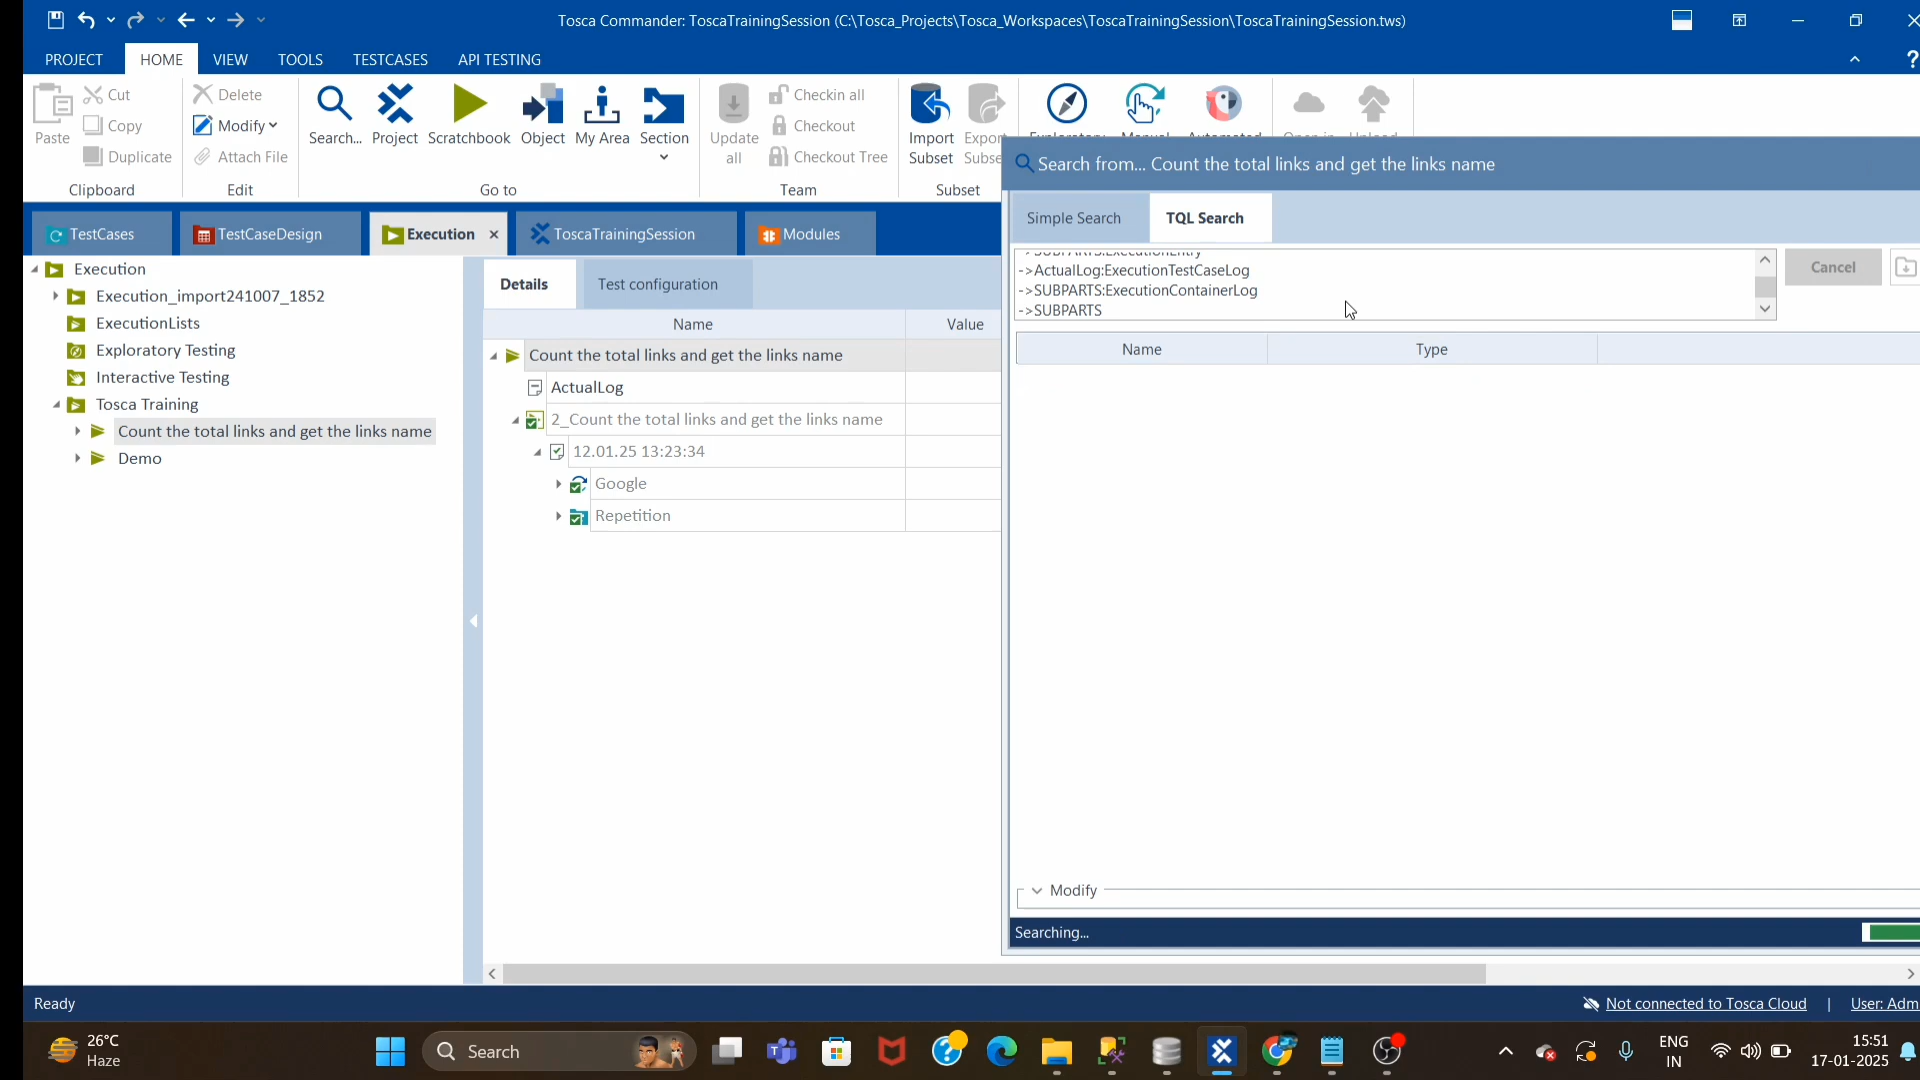 Tosca Commander: ToscaTrainingSession (C:\Tosca_Projects\Tosca_Workspaces\ToscaTrainingSession\ToscaTrainingSession.tws)
PROJECT HOME VIEW TOOLS TESTCASES API TESTING
Paste
Cut
Copy
Duplicate
Clipboard
Delete
Modify
Attach File
Edit
Search... Project Scratchbook Object My Area Section
Go to
Update all
Checkin all
Checkout
Checkout Tree
Team
Import Subset
Subset
Search from... Count the total links and get the links name
TestCases TestCaseDesign Execution ToscaTrainingSession Modules
Simple Search TQL Search
->SUBPARTS:ExecutionEntry
->ActualLog:ExecutionTestCaseLog
->SUBPARTS:ExecutionContainerLog
->SUBPARTS
Cancel
Name Type
Execution
Execution_import241007_1852
ExecutionLists
Exploratory Testing
Interactive Testing
Tosca Training
Count the total links and get the links name
Demo
Details Test configuration
Name Value
Count the total links and get the links name
ActualLog
2_Count the total links and get the links name
12.01.25 13:23:34
Google
Repetition
Modify
Searching...
Ready
Not connected to Tosca Cloud | User: Adm
26°C
Haze
Search
ENG
IN
15:51
17-01-2025